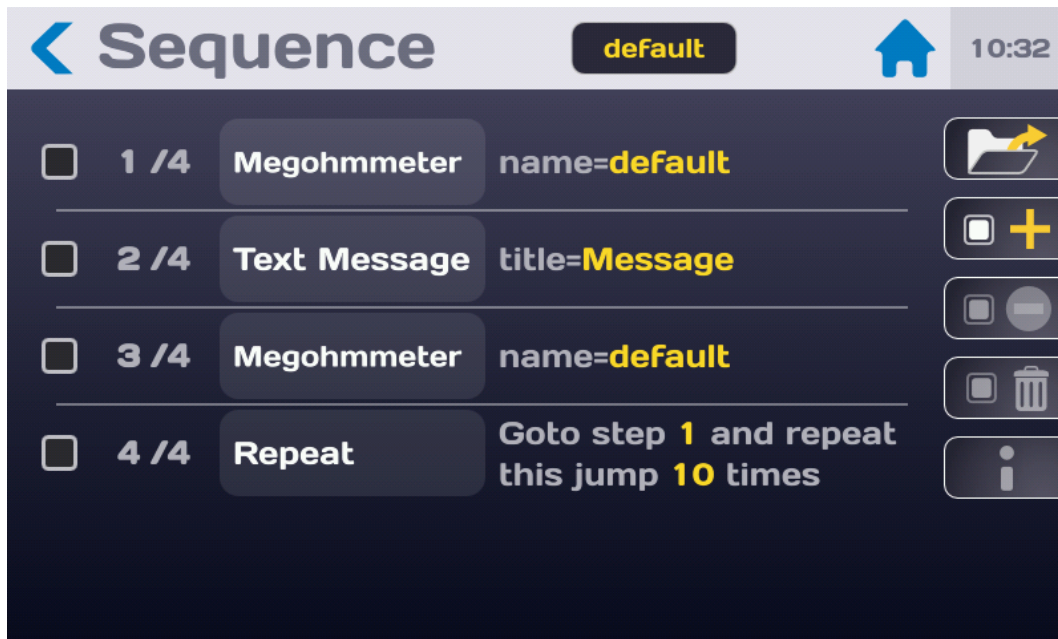 Sequence default 10:32
1 /4 Megohmmeter name=default
2 /4 Text Message title=Message
3 /4 Megohmmeter name=default
4 /4 Repeat Goto step 1 and repeat
this jump 10 times